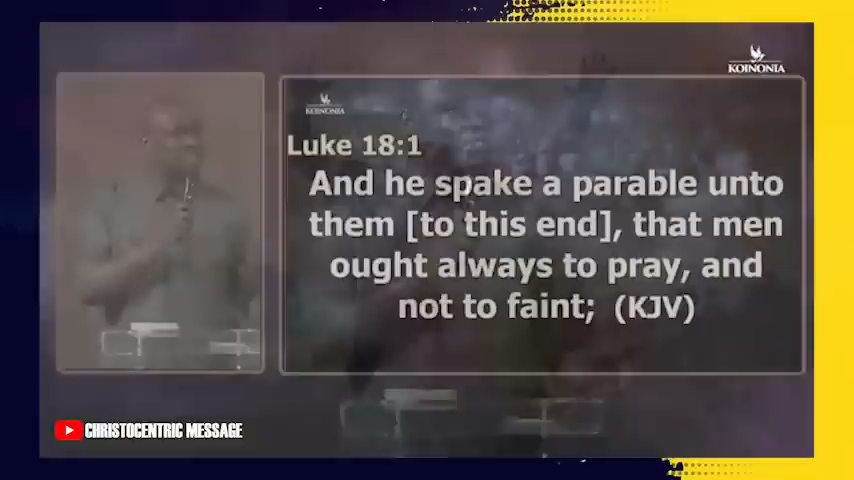 KOINONIA
KOINONIA
Luke 18:1
And he spake a parable unto
them [to this end], that men
ought always to pray, and
not to faint; (KJV)
CHRISTOCENTRIC MESSAGE